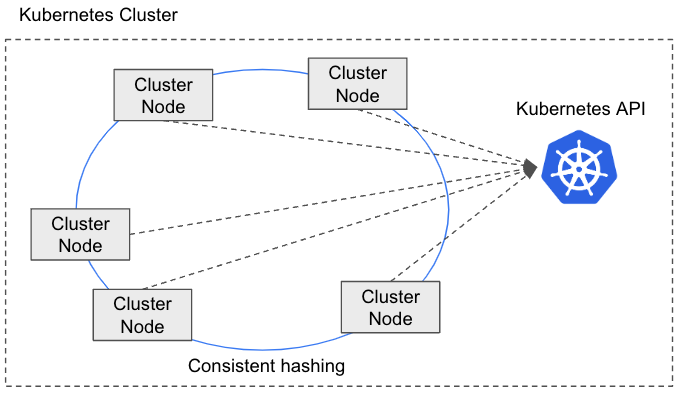 Kubernetes Cluster
Cluster
Node
Cluster
Node
Kubernetes API
Cluster
Node
Cluster
Node
Cluster
Node
Consistent hashing